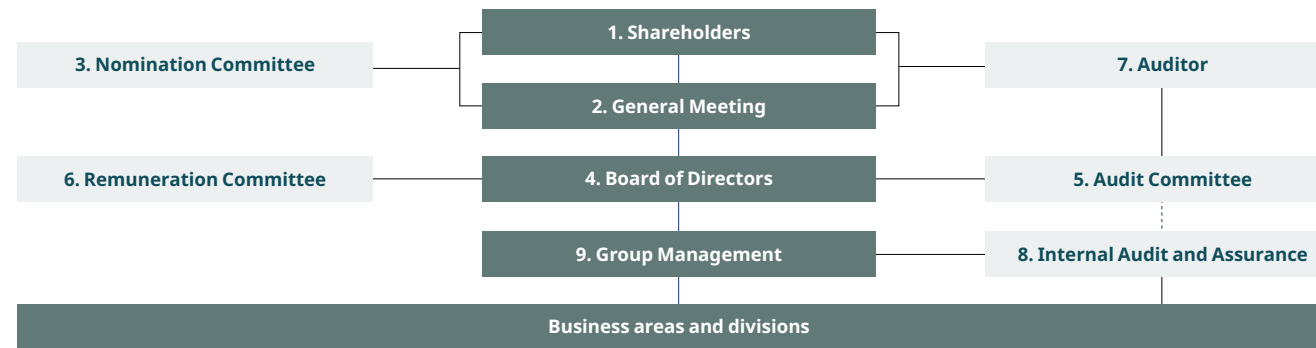 1. Shareholders
3. Nomination Committee
7. Auditor
2. General Meeting
6. Remuneration Committee
4. Board of Directors
5. Audit Committee
9. Group Management
8. Internal Audit and Assurance
Business areas and divisions